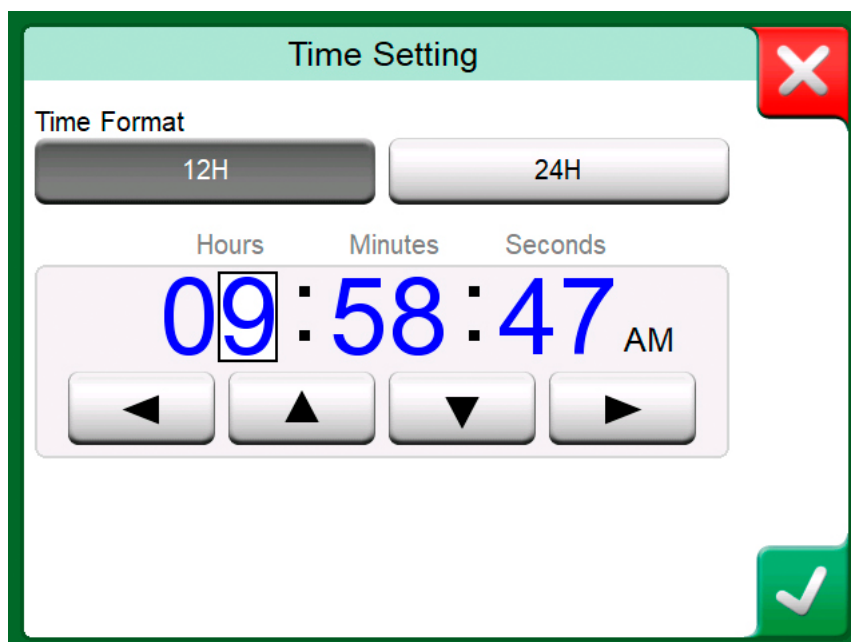 Time Setting
Time Format
12H 24H
Hours Minutes Seconds
09:58:47 AM